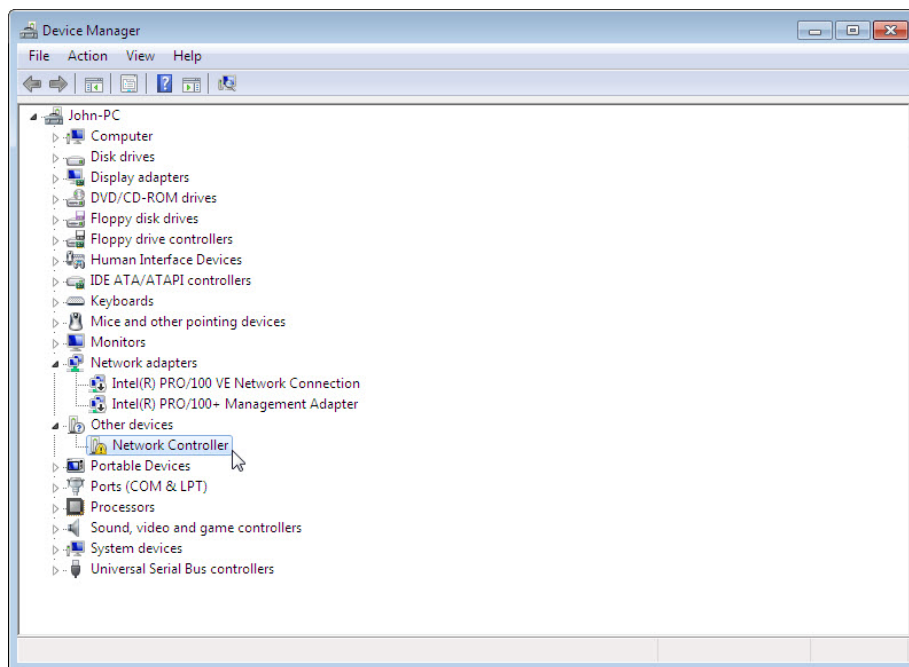 Device Manager
File Action View Help
John-PC
Computer
Disk drives
Display adapters
DVD/CD-ROM drives
Floppy disk drives
Floppy drive controllers
Human Interface Devices
IDE ATA/ATAPI controllers
Keyboards
Mice and other pointing devices
Monitors
Network adapters
Intel(R) PRO/100 VE Network Connection
Intel(R) PRO/100+ Management Adapter
Other devices
Network Controller
Portable Devices
Ports (COM & LPT)
Processors
Sound, video and game controllers
System devices
Universal Serial Bus controllers